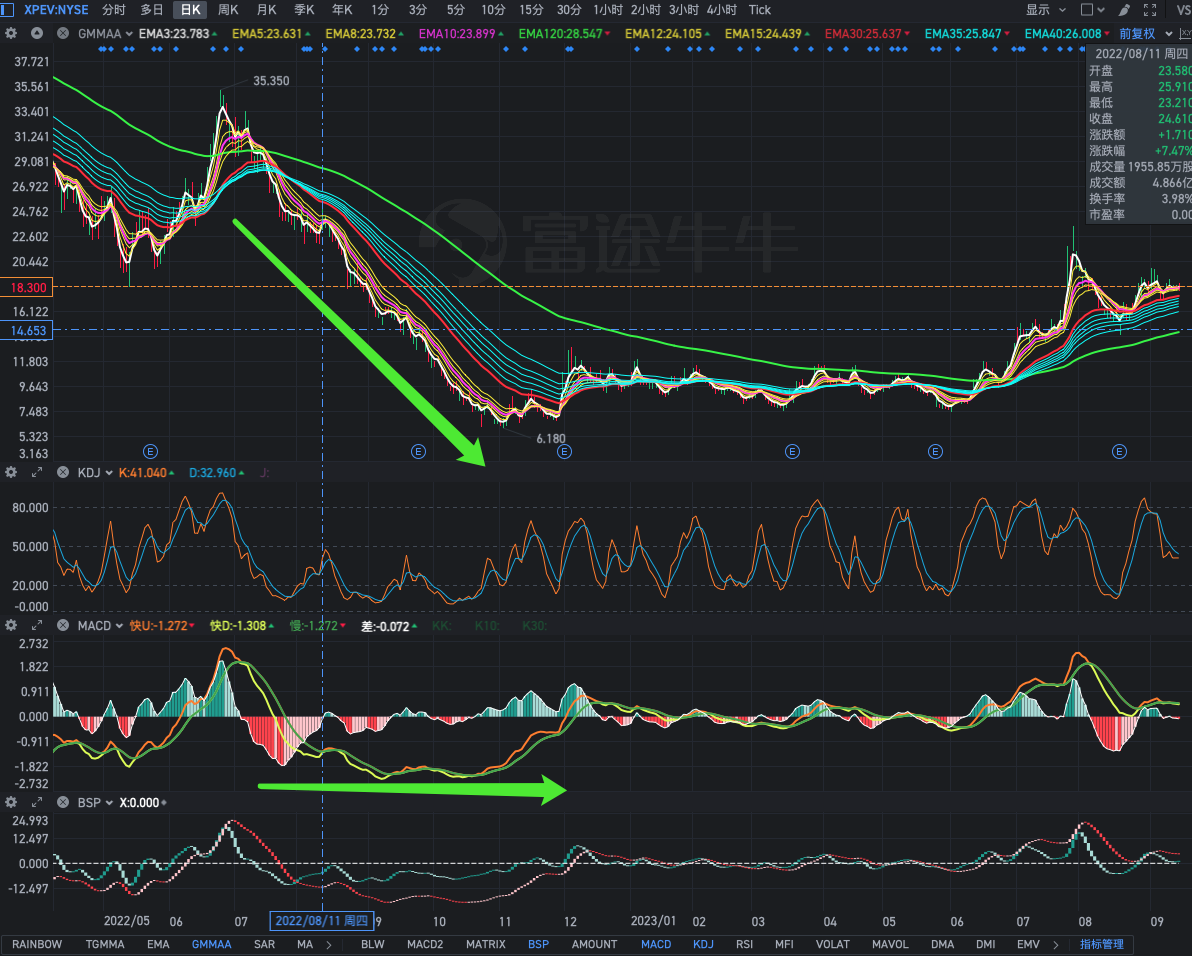 XPEV:NYSE 分时 多日 日K 周K 月K 季K 年K 1分 3分 5分 10分 15分 30分 1小时 2小时 3小时 4小时 Tick 显示 VS
GMMAA EMA3:23.783 EMA5:23.631 EMA8:23.732 EMA10:23.899 EMA120:28.547 EMA12:24.105 EMA15:24.439 EMA30:25.637 EMA35:25.847 EMA40:26.008 前复权
2022/08/11 周四
开盘 23.580
最高 25.910
最低 23.210
收盘 24.610
涨跌额 +1.710
涨跌幅 +7.47%
成交量 1955.85万股
成交额 4.866亿
换手率 3.98%
市盈率 0.00
37.721
35.561
33.401
31.241
29.081
26.922
24.762
22.602
20.442
18.300
16.122
14.653
11.803
9.643
7.483
5.323
3.163
35.350
富途牛牛
6.180
E E E E E E
KDJ K:41.040 D:32.960 J:
80.000
50.000
20.000
-0.000
MACD 快U:-1.272 快D:-1.308 慢:-1.272 差:-0.072 KK: K10: K30:
2.732
1.822
0.911
0.000
-0.911
-1.822
-2.732
BSP X:0.000
24.993
12.497
0.000
-12.497
2022/05 06 07 2022/08/11 周四 9 10 11 12 2023/01 02 03 04 05 06 07 08 09
RAINBOW TGMMA EMA GMMAA SAR MA BLW MACD2 MATRIX BSP AMOUNT MACD KDJ RSI MFI VOLAT MAVOL DMA DMI EMV 指标管理